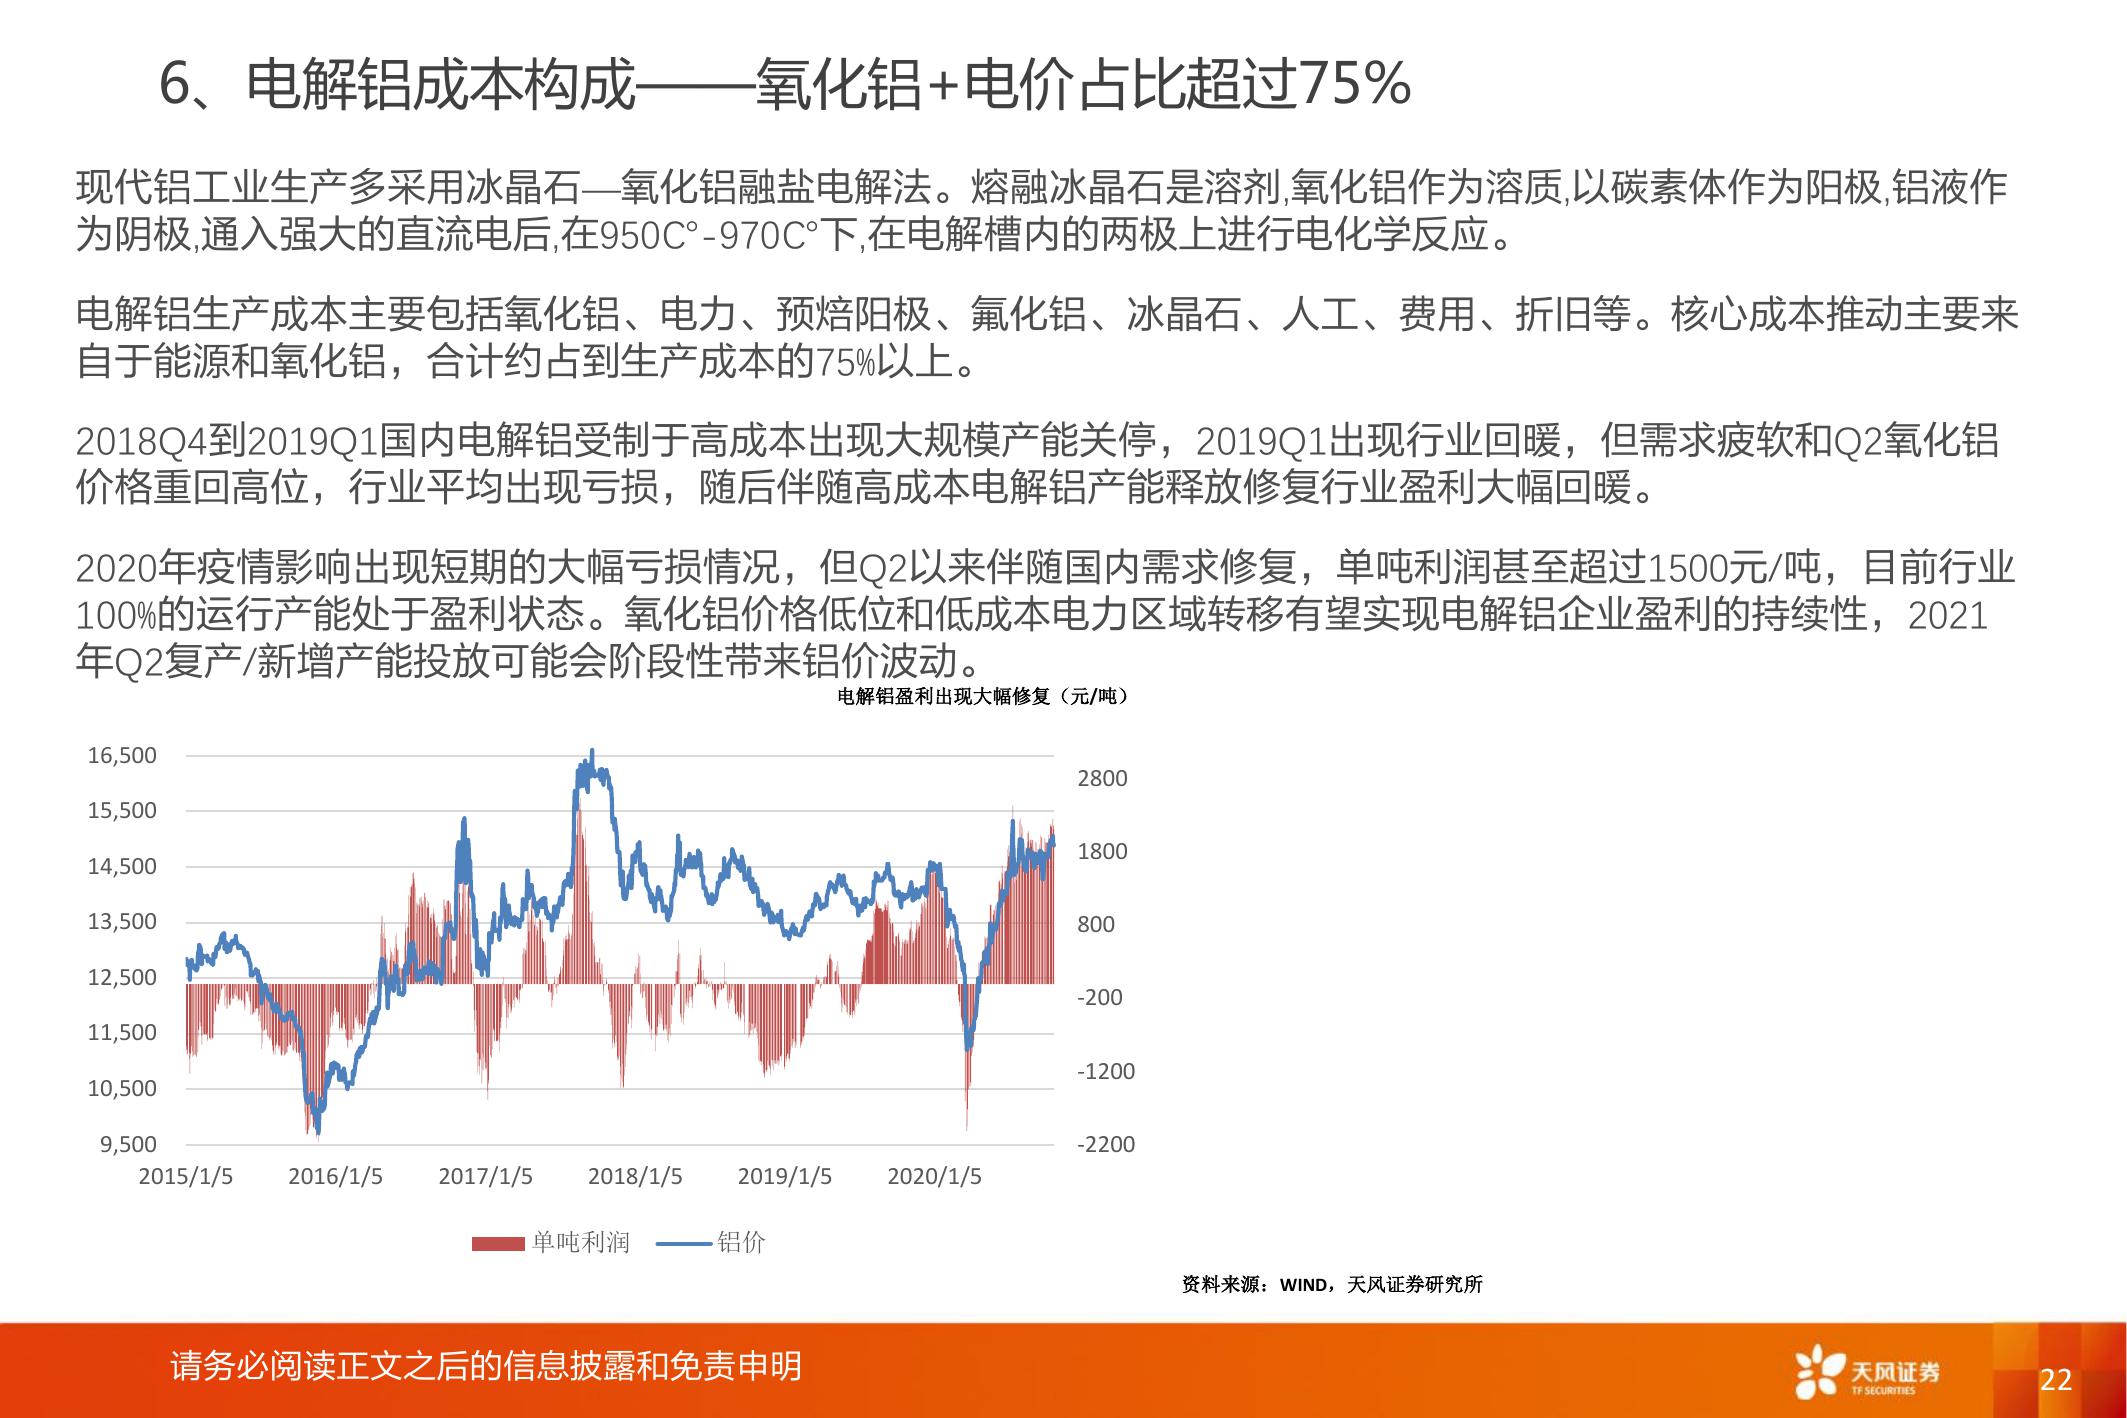 6、电解铝成本构成——氧化铝+电价占比超过75%
现代铝工业生产多采用冰晶石—氧化铝融盐电解法。熔融冰晶石是溶剂,氧化铝作为溶质,以碳素体作为阳极,铝液作
为阴极,通入强大的直流电后,在950C°-970C°下,在电解槽内的两极上进行电化学反应。
电解铝生产成本主要包括氧化铝、电力、预焙阳极、氟化铝、冰晶石、人工、费用、折旧等。核心成本推动主要来
自于能源和氧化铝，合计约占到生产成本的75%以上。
2018Q4到2019Q1国内电解铝受制于高成本出现大规模产能关停，2019Q1出现行业回暖，但需求疲软和Q2氧化铝
价格重回高位，行业平均出现亏损，随后伴随高成本电解铝产能释放修复行业盈利大幅回暖。
2020年疫情影响出现短期的大幅亏损情况，但Q2以来伴随国内需求修复，单吨利润甚至超过1500元/吨，目前行业
100%的运行产能处于盈利状态。氧化铝价格低位和低成本电力区域转移有望实现电解铝企业盈利的持续性，2021
年Q2复产/新增产能投放可能会阶段性带来铝价波动。
电解铝盈利出现大幅修复（元/吨）
16,500
15,500
14,500
13,500
12,500
11,500
10,500
9,500
2800
1800
800
-200
-1200
-2200
2015/1/5 2016/1/5 2017/1/5 2018/1/5 2019/1/5 2020/1/5
单吨利润 铝价
资料来源：WIND，天风证券研究所
请务必阅读正文之后的信息披露和免责申明
天风证券
TF SECURITIES
22